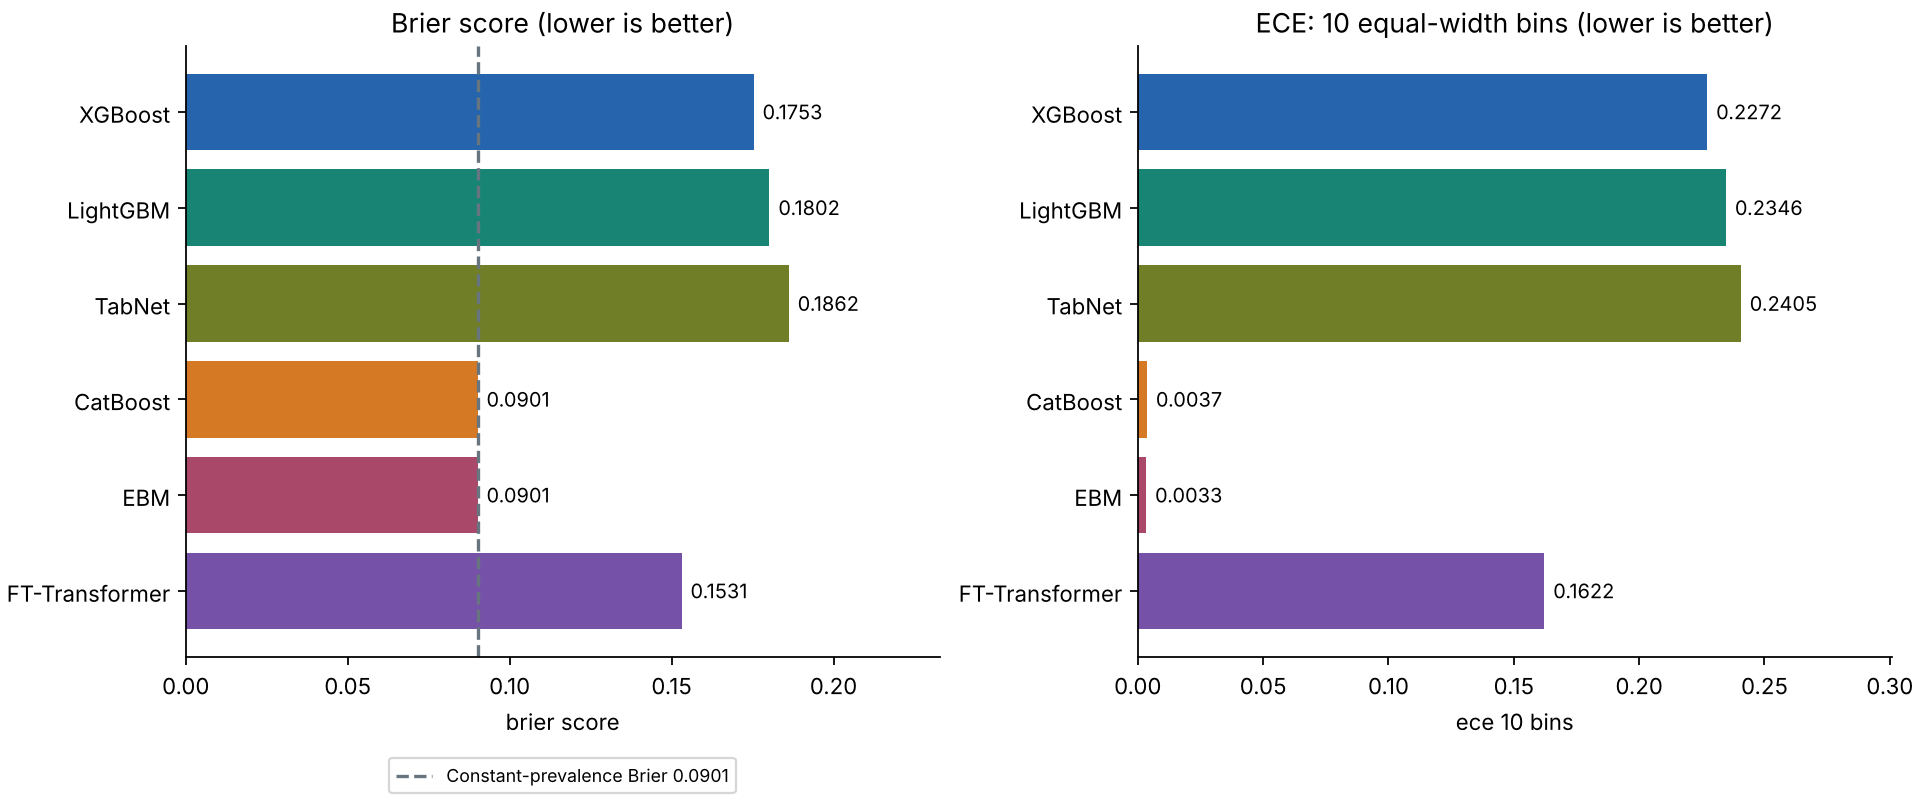 Brier score (lower is better)
XGBoost
0.1753
LightGBM
0.1802
TabNet
0.1862
CatBoost
0.0901
EBM
0.0901
FT-Transformer
0.1531
0.00 0.05 0.10 0.15 0.20
brier score
Constant-prevalence Brier 0.0901
ECE: 10 equal-width bins (lower is better)
XGBoost
0.2272
LightGBM
0.2346
TabNet
0.2405
CatBoost
0.0037
EBM
0.0033
FT-Transformer
0.1622
0.00 0.05 0.10 0.15 0.20 0.25 0.30
ece 10 bins